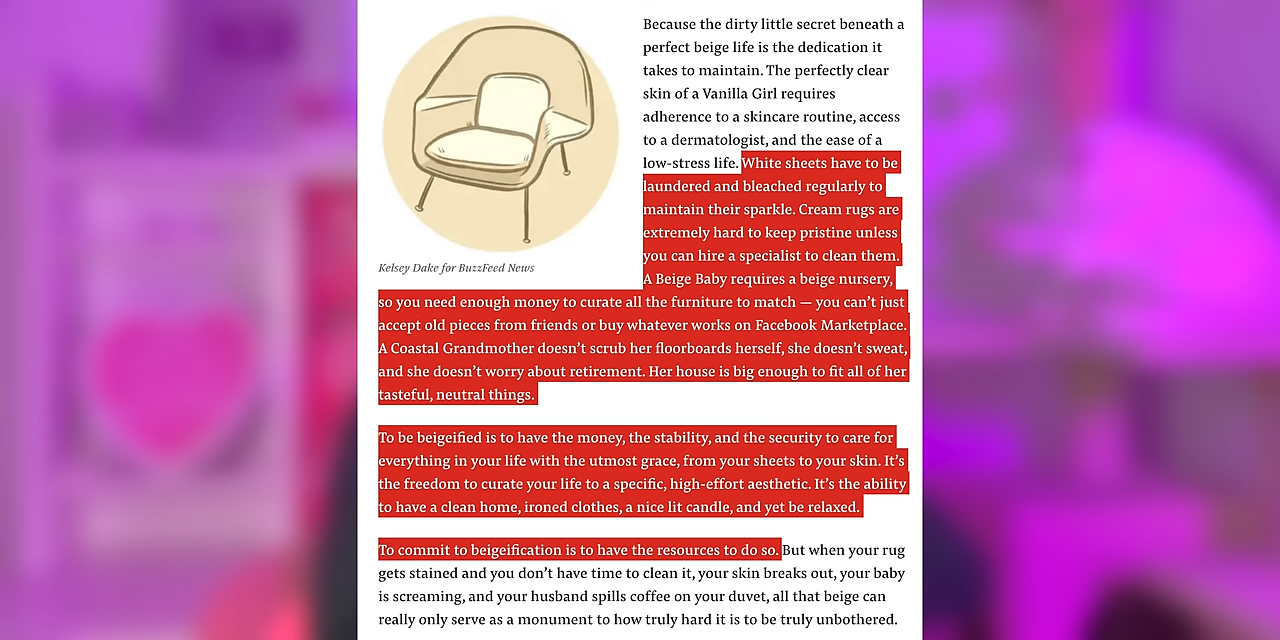 Because the dirty little secret beneath a
perfect beige life is the dedication it
takes to maintain. The perfectly clear
skin of a Vanilla Girl requires
adherence to a skincare routine, access
to a dermatologist, and the ease of a
low-stress life. White sheets have to be
laundered and bleached regularly to
maintain their sparkle. Cream rugs are
extremely hard to keep pristine unless
you can hire a specialist to clean them.
A Beige Baby requires a beige nursery,
Kelsey Dake for BuzzFeed News
so you need enough money to curate all the furniture to match — you can’t just
accept old pieces from friends or buy whatever works on Facebook Marketplace.
A Coastal Grandmother doesn’t scrub her floorboards herself, she doesn’t sweat,
and she doesn’t worry about retirement. Her house is big enough to fit all of her
tasteful, neutral things.
To be beigeified is to have the money, the stability, and the security to care for
everything in your life with the utmost grace, from your sheets to your skin. It’s
the freedom to curate your life to a specific, high-effort aesthetic. It’s the ability
to have a clean home, ironed clothes, a nice lit candle, and yet be relaxed.
To commit to beigeification is to have the resources to do so. But when your rug
gets stained and you don’t have time to clean it, your skin breaks out, your baby
is screaming, and your husband spills coffee on your duvet, all that beige can
really only serve as a monument to how truly hard it is to be truly unbothered.